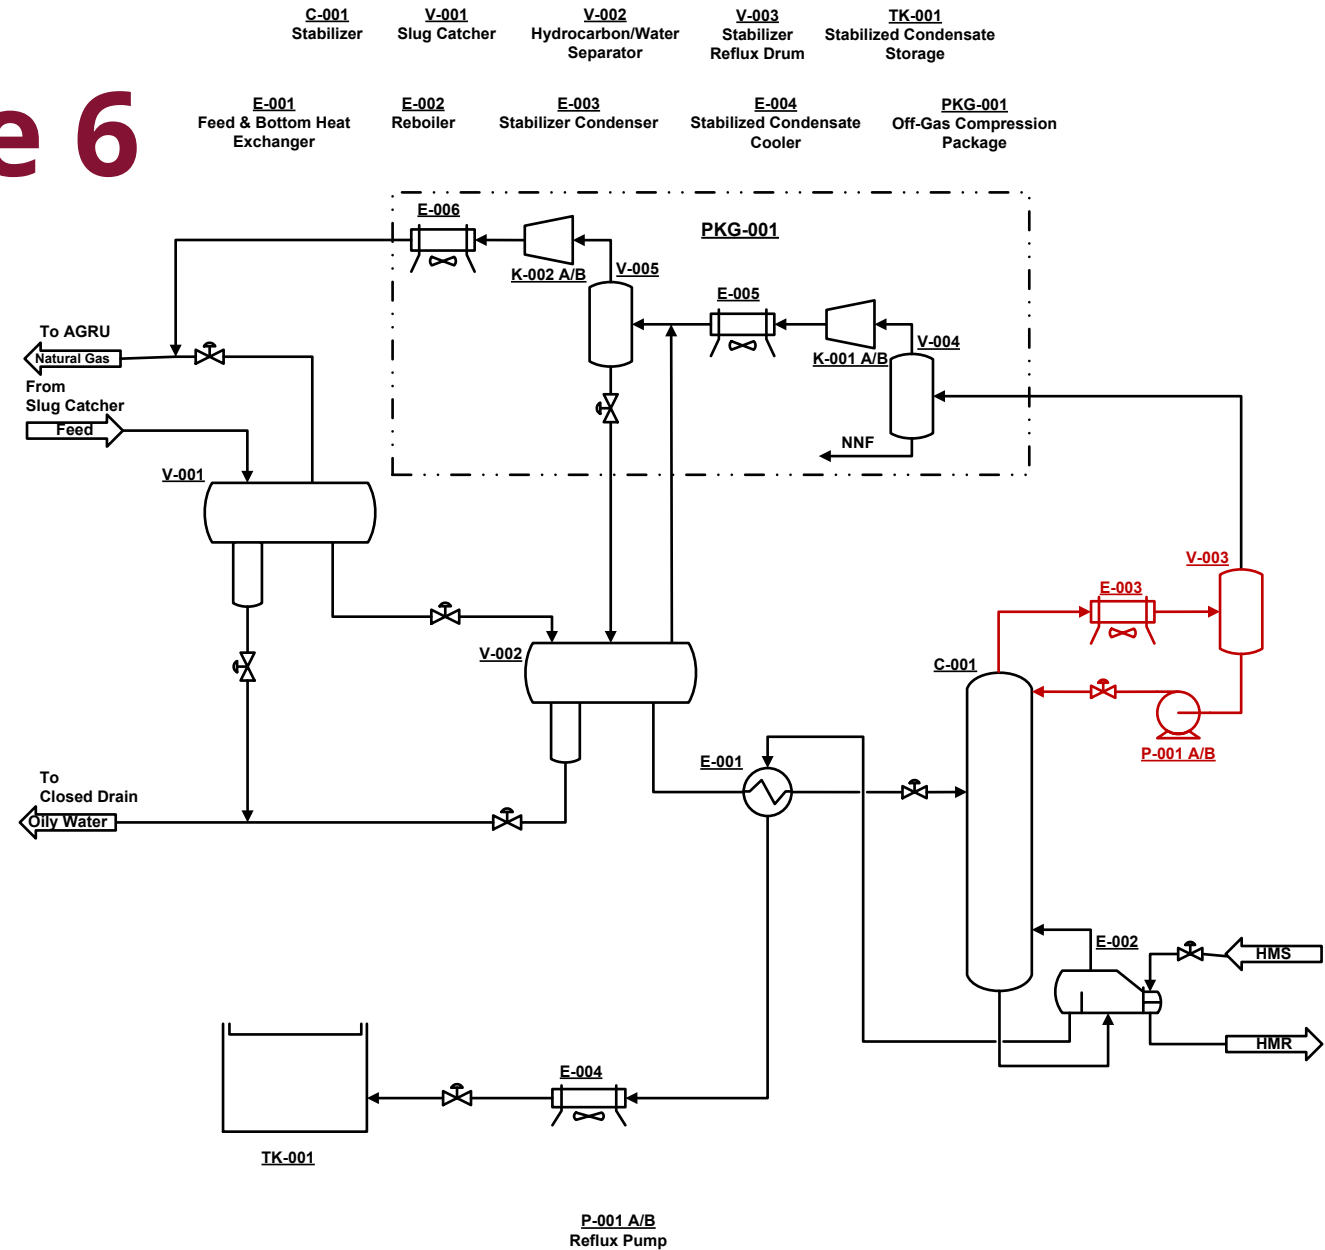 C-001
Stabilizer
V-001
Slug Catcher
V-002
Hydrocarbon/Water
Separator
V-003
Stabilizer
Reflux Drum
TK-001
Stabilized Condensate
Storage
e 6
E-001
Feed & Bottom Heat
Exchanger
E-002
Reboiler
E-003
Stabilizer Condenser
E-004
Stabilized Condensate
Cooler
PKG-001
Off-Gas Compression
Package
E-006
PKG-001
K-002 A/B
V-005
E-005
K-001 A/B
V-004
To AGRU
Natural Gas
From
Slug Catcher
Feed
NNF
V-001
V-003
E-003
V-002
C-001
P-001 A/B
E-001
To
Closed Drain
Oily Water
E-002
HMS
HMR
E-004
TK-001
P-001 A/B
Reflux Pump